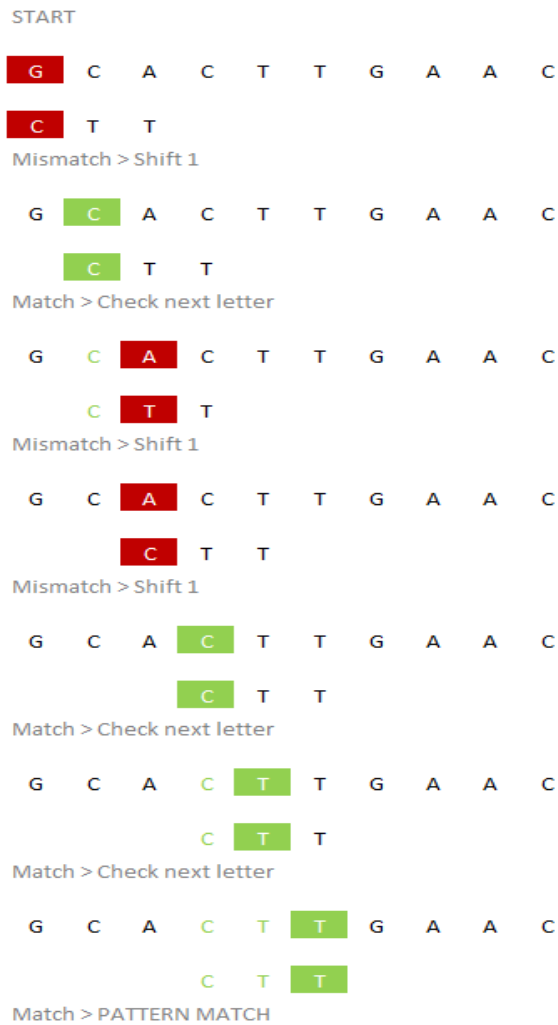 START
G C A C T T G A A C
C T T
Mismatch > Shift 1
G C A C T T G A A C
C T T
Match > Check next letter
G C A C T T G A A C
C T T
Mismatch > Shift 1
G C A C T T G A A C
C T T
Mismatch > Shift 1
G C A C T T G A A C
C T T
Match > Check next letter
G C A C T T G A A C
C T T
Match > Check next letter
G C A C T T G A A C
C T T
Match > PATTERN MATCH